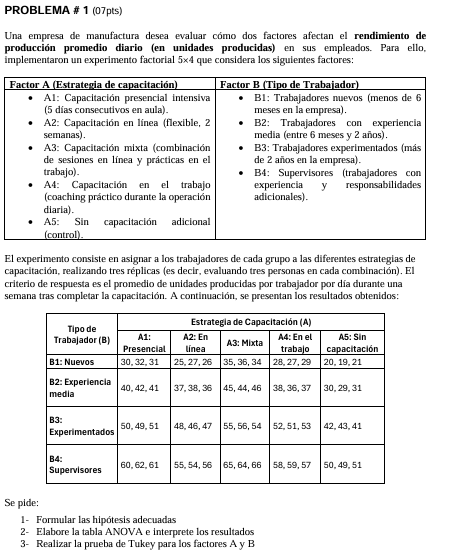 PROBLEMA # 1 (07pts)
Una empresa de manufactura desea evaluar cómo dos factores afectan el rendimiento de
producción promedio diario (en unidades producidas) en sus empleados. Para ello,
implementaron un experimento factorial 5×4 que considera los siguientes factores:
Factor A (Estrategia de capacitación)
• A1: Capacitación presencial intensiva
(5 días consecutivos en aula).
• A2: Capacitación en línea (flexible, 2
semanas).
• A3: Capacitación mixta (combinación
de sesiones en línea y prácticas en el
trabajo).
• A4: Capacitación en el trabajo
(coaching práctico durante la operación
diaria).
• A5: Sin capacitación adicional
(control).
Factor B (Tipo de Trabajador)
• B1: Trabajadores nuevos (menos de 6
meses en la empresa).
• B2: Trabajadores con experiencia
media (entre 6 meses y 2 años).
• B3: Trabajadores experimentados (más
de 2 años en la empresa).
• B4: Supervisores (trabajadores con
experiencia y responsabilidades
adicionales).
El experimento consiste en asignar a los trabajadores de cada grupo a las diferentes estrategias de
capacitación, realizando tres réplicas (es decir, evaluando tres personas en cada combinación). El
criterio de respuesta es el promedio de unidades producidas por trabajador por día durante una
semana tras completar la capacitación. A continuación, se presentan los resultados obtenidos:
Tipo de
Trabajador (B)
Estrategia de Capacitación (A)
A1:
Presencial
A2: En
línea
A3: Mixta
A4: En el
trabajo
A5: Sin
capacitación
B1: Nuevos 30, 32, 31 25, 27, 26 35, 36, 34 28, 27, 29 20, 19, 21
B2: Experiencia
media
40, 42, 41 37, 38, 36 45, 44, 46 38, 36, 37 30, 29, 31
B3:
Experimentados
50, 49, 51 48, 46, 47 55, 56, 54 52, 51, 53 42, 43, 41
B4:
Supervisores
60, 62, 61 55, 54, 56 65, 64, 66 58, 59, 57 50, 49, 51
Se pide:
1- Formular las hipótesis adecuadas
2- Elabore la tabla ANOVA e interprete los resultados
3- Realizar la prueba de Tukey para los factores A y B